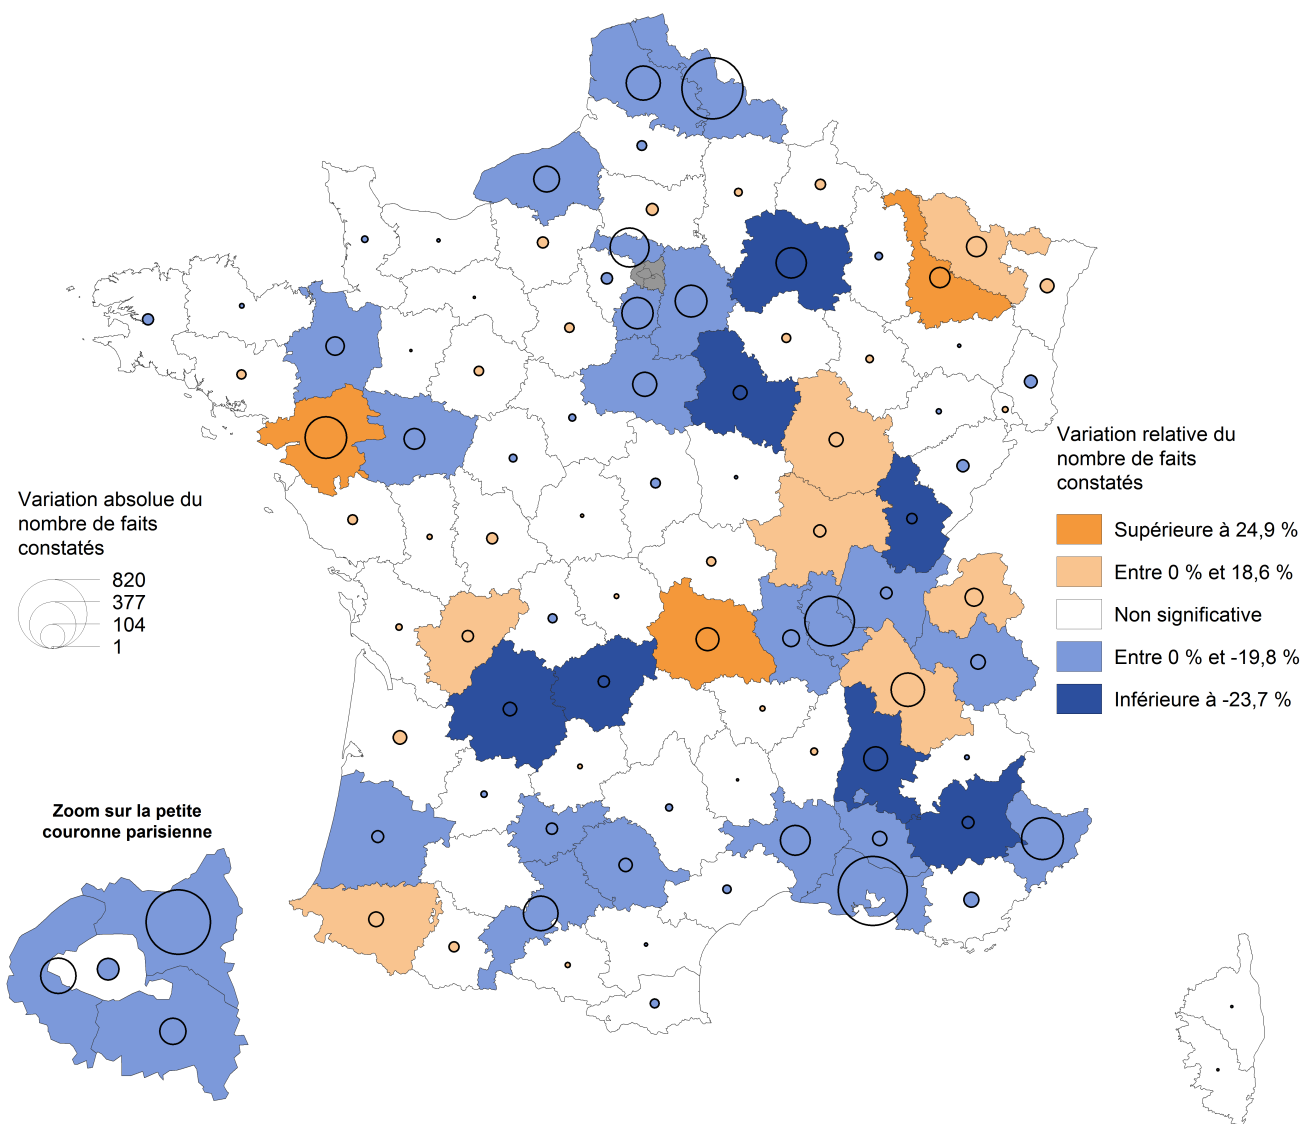 Variation relative du
nombre de faits
constatés
Supérieure à 24,9 %
Entre 0 % et 18,6 %
Non significative
Entre 0 % et -19,8 %
Inférieure à -23,7 %
Variation absolue du
nombre de faits
constatés
820
377
104
1
Zoom sur la petite
couronne parisienne